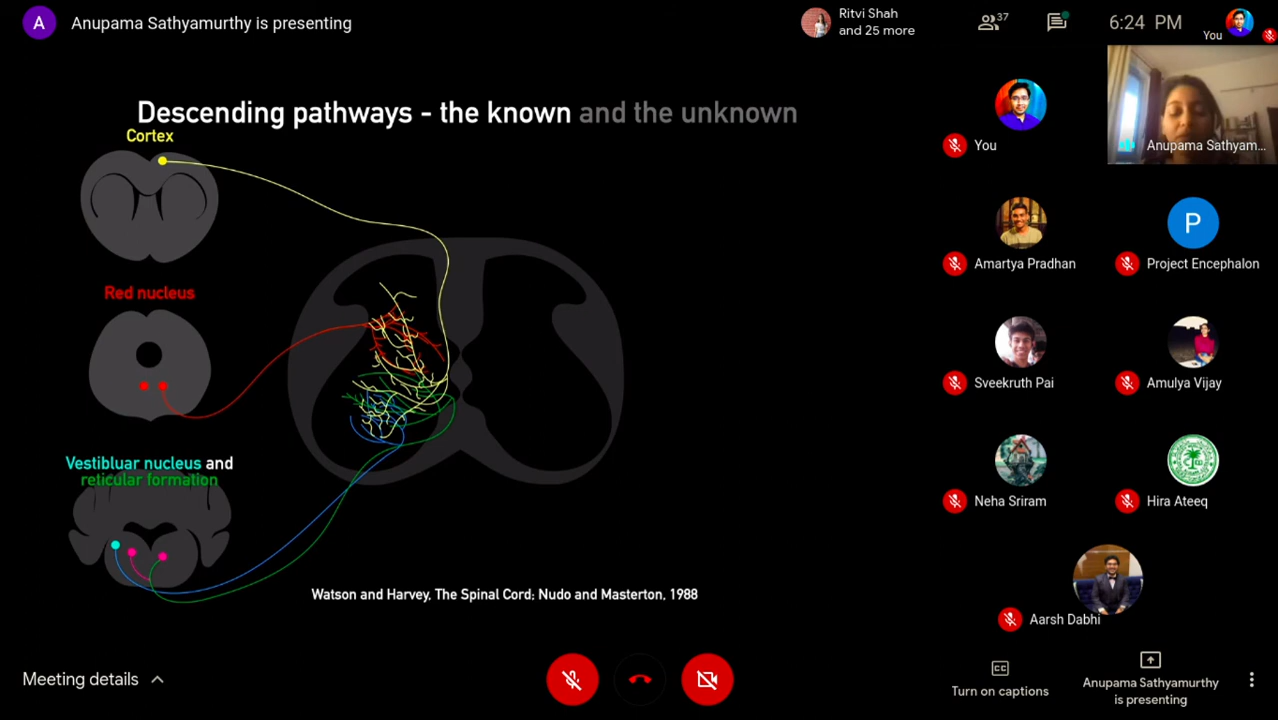 A
Anupama Sathyamurthy is presenting
Ritvi Shah
and 25 more
37
6:24 PM
You
Descending pathways - the known and the unknown
Cortex
Red nucleus
Vestibluar nucleus and
reticular formation
Watson and Harvey, The Spinal Cord; Nudo and Masterton, 1988
You
Anupama Sathyam...
Amartya Pradhan
P
Project Encephalon
Sveekruth Pai
Amulya Vijay
Neha Sriram
Hira Ateeq
Aarsh Dabhi
Meeting details
CC
Turn on captions
Anupama Sathyamurthy
is presenting